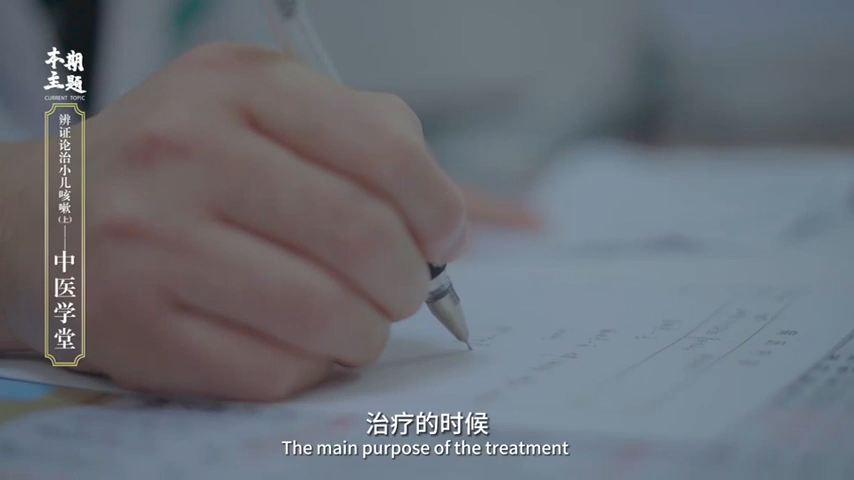 本期
主题
CURRENT TOPIC
辨证论治小儿咳嗽(上)——中医学堂
治疗的时候
The main purpose of the treatment